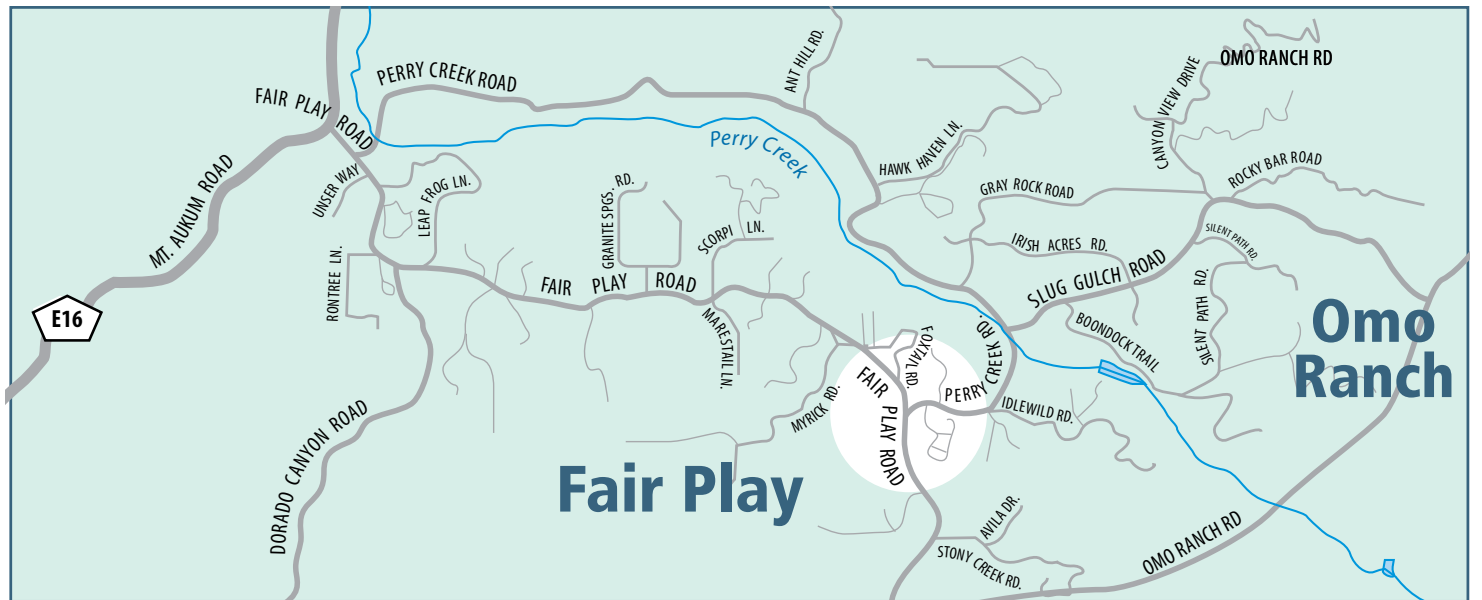 ANT HILL RD.
OMO RANCH RD
PERRY CREEK ROAD
FAIR PLAY ROAD
CANYON VIEW DRIVE
Perry Creek
HAWK HAVEN LN.
ROCKY BAR ROAD
MT. AUKUM ROAD
UNSER WAY
LEAP FROG LN.
GRANITE SPGS. RD.
GRAY ROCK ROAD
SCORPI LN.
IRISH ACRES RD.
SILENT PATH RD.
RONTREE LN.
FAIR PLAY ROAD
SLUG GULCH ROAD
SILENT PATH RD.
E16
MARESTAIL LN.
PERRY CREEK RD.
BOONDOCK TRAIL
Omo
Ranch
FOXTAIL RD.
MYRICK RD.
FAIR PLAY ROAD
IDLEWILD RD.
DORADO CANYON ROAD
Fair Play
AVILA DR.
STONY CREEK RD.
OMO RANCH RD